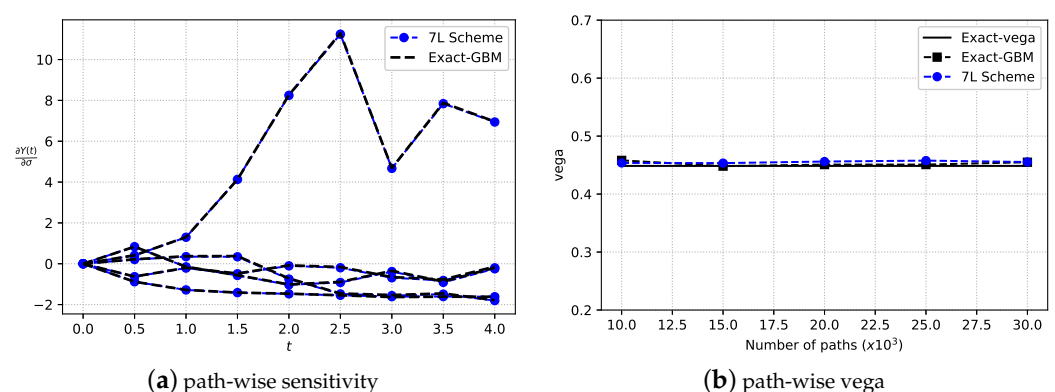 10
8
6
4
2
0
−2
∂Y(t)
∂σ
0.0 0.5 1.0 1.5 2.0 2.5 3.0 3.5 4.0
t
7L Scheme
Exact-GBM
(a) path-wise sensitivity
0.7
0.6
0.5
0.4
0.3
0.2
vega
10.0 12.5 15.0 17.5 20.0 22.5 25.0 27.5 30.0
Number of paths (x10³)
Exact-vega
Exact-GBM
7L Scheme
(b) path-wise vega